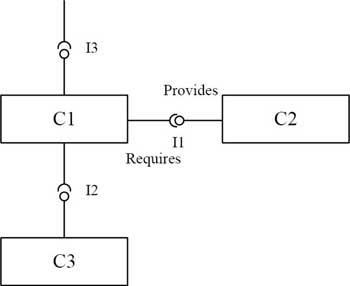 I3
Provides
C1
C2
I1
Requires
I2
C3